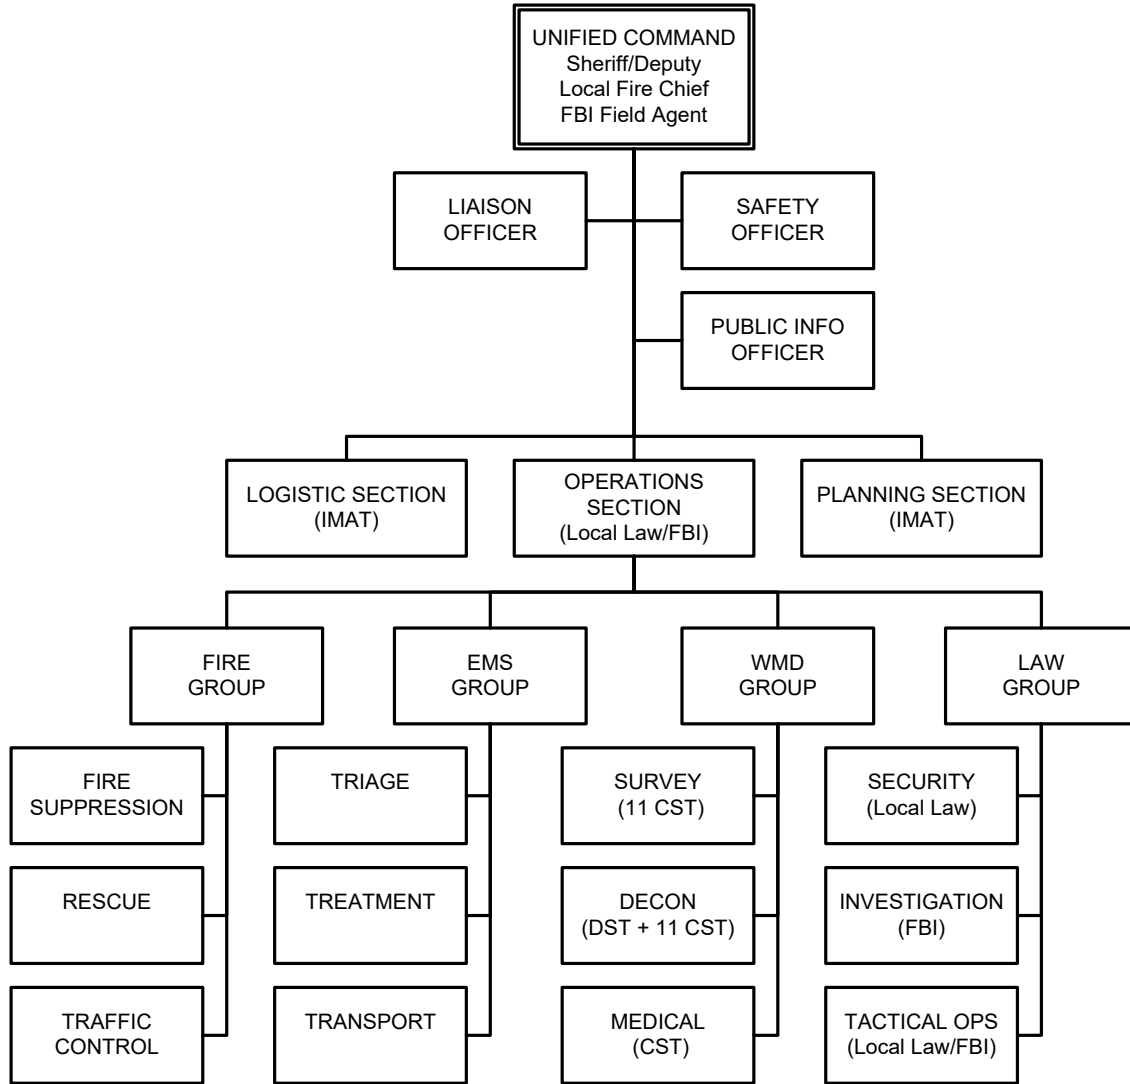 UNIFIED COMMAND
Sheriff/Deputy
Local Fire Chief
FBI Field Agent
LIAISON
OFFICER
SAFETY
OFFICER
PUBLIC INFO
OFFICER
LOGISTIC SECTION
(IMAT)
OPERATIONS
SECTION
(Local Law/FBI)
PLANNING SECTION
(IMAT)
FIRE
GROUP
EMS
GROUP
WMD
GROUP
LAW
GROUP
FIRE
SUPPRESSION
TRIAGE
SURVEY
(11 CST)
SECURITY
(Local Law)
RESCUE
TREATMENT
DECON
(DST + 11 CST)
INVESTIGATION
(FBI)
TRAFFIC
CONTROL
TRANSPORT
MEDICAL
(CST)
TACTICAL OPS
(Local Law/FBI)